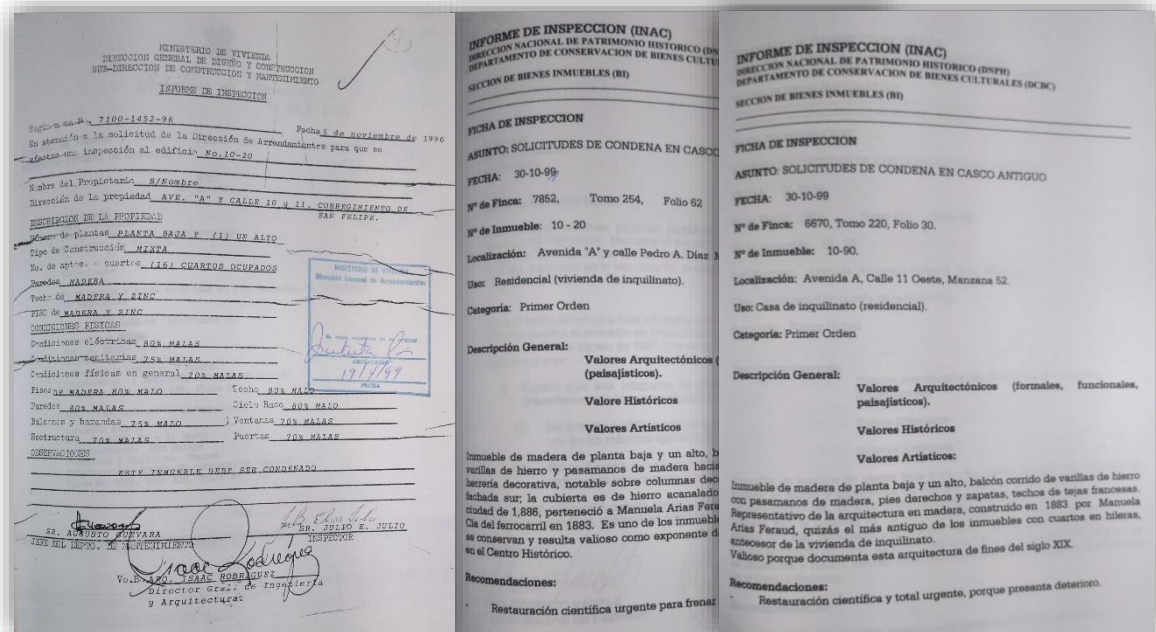 MINISTERIO DE VIVIENDA
DIRECCION GENERAL DE DISEÑO Y CONSTRUCCION
SUB-DIRECCION DE CONSTRUCCION Y MANTENIMIENTO
INFORME DE INSPECCION
7100-1452-96
Fecha 5 de noviembre de 1996
En atención a la solicitud de la Dirección de Arrendamientos para que se
efectue una inspección al edificio No.10-20
Nombre del Propietario S/Nombre
Dirección de la propiedad AVE. "A" Y CALLE 10 y 11, CORREGIMIENTO DE
SAN FELIPE.
DESCRIPCION DE LA PROPIEDAD
Número de plantas PLANTA BAJA Y (1) UN ALTO
Tipo de Construcción MIXTA
No. de aptos. o cuartos (16) CUARTOS OCUPADOS
Paredes MADERA
Techo de MADERA Y ZINC
PISO de MADERA Y ZINC
CONDICIONES FISICAS
Condiciones eléctricas 80% MALAS
Condiciones sanitarias 75% MALAS
Condiciones físicas en general 70% MALAS
Pisos DE MADERA 80% MALO Techo 80% MALO
Paredes 80% MALAS Cielo Raso 80% MALO
Balcones y barandas 75% MALO Ventanas 70% MALAS
Estructura 70% MALAS Puertas 70% MALAS
OBSERVACIONES
ESTE INMUEBLE DEBE SER CONDENADO
SR. AUGUSTO GUEVARA
JEFE DEL DEPTO. DE MANTENIMIENTO
SR. JULIO E. JULIO
INSPECTOR
Vo.Bo. ARQ. ISAAC RODRIGUEZ
Director Gral. de Ingeniería
y Arquitectura
MINISTERIO DE VIVIENDA
Dirección General de Arrendamientos
19/4/99
FECHA
INFORME DE INSPECCION (INAC)
DIRECCION NACIONAL DE PATRIMONIO HISTORICO (DN
DEPARTAMENTO DE CONSERVACION DE BIENES CULTU
SECCION DE BIENES INMUEBLES (BI)
FICHA DE INSPECCION
ASUNTO: SOLICITUDES DE CONDENA EN CASCO
FECHA: 30-10-99
Nº de Finca: 7852, Tomo 254, Folio 62
Nº de Inmueble: 10 - 20
Localización: Avenida "A" y calle Pedro A. Díaz M
Uso: Residencial (vivienda de inquilinato).
Categoría: Primer Orden
Descripción General:
Valores Arquitectónicos (
(paisajísticos).
Valore Históricos
Valores Artísticos
Inmueble de madera de planta baja y un alto, b
varillas de hierro y pasamanos de madera hacia
herrería decorativa, notable sobre columnas dec
fachada sur; la cubierta es de hierro acanalado
ciudad de 1,886, perteneció a Manuela Arias Fera
Cía del ferrocarril en 1883. Es uno de los inmuebl
se conservan y resulta valioso como exponente d
en el Centro Histórico.
Recomendaciones:
Restauración científica urgente para frenar
INFORME DE INSPECCION (INAC)
DIRECCION NACIONAL DE PATRIMONIO HISTORICO (DNPH)
DEPARTAMENTO DE CONSERVACION DE BIENES CULTURALES (DCBC)
SECCION DE BIENES INMUEBLES (BI)
FICHA DE INSPECCION
ASUNTO: SOLICITUDES DE CONDENA EN CASCO ANTIGUO
FECHA: 30-10-99
Nº de Finca: 6670, Tomo 220, Folio 30.
Nº de Inmueble: 10-90.
Localización: Avenida A, Calle 11 Oeste, Manzana 52.
Uso: Casa de inquilinato (residencial).
Categoría: Primer Orden
Descripción General:
Valores Arquitectónicos (formales, funcionales,
paisajísticos).
Valores Históricos
Valores Artísticos:
Inmueble de madera de planta baja y un alto, balcón corrido de varillas de hierro
con pasamanos de madera, pies derechos y zapatas, techos de tejas francesas.
Representativo de la arquitectura en madera, construido en 1883 por Manuela
Arias Feraud, quizás el más antiguo de los inmuebles con cuartos en hileras,
antecesor de la vivienda de inquilinato.
Valioso porque documenta esta arquitectura de fines del siglo XIX.
Recomendaciones:
Restauración científica y total urgente, porque presenta deterioro.